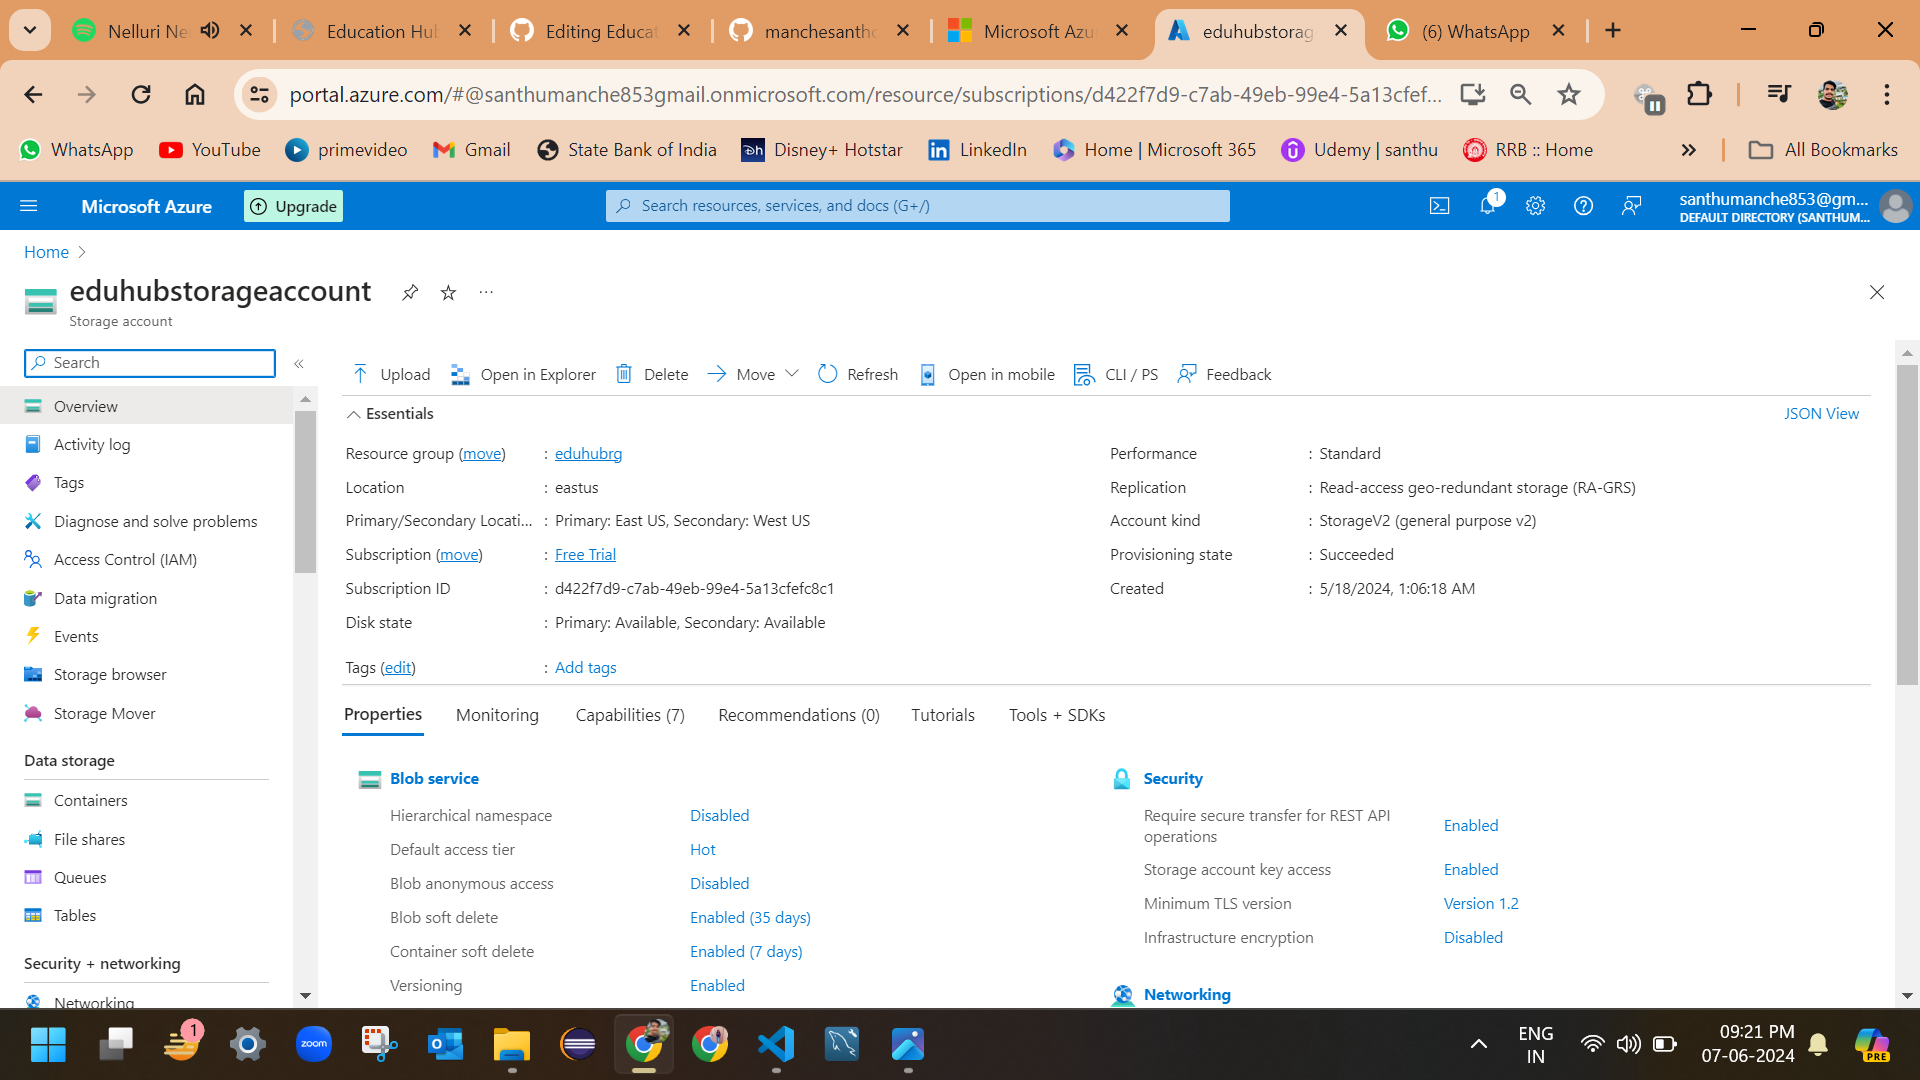 Nelluri Ne
Education Hub
Editing Educat
manchesantho
Microsoft Azu
eduhubstorag
(6) WhatsApp
portal.azure.com/#@santhumanche853gmail.onmicrosoft.com/resource/subscriptions/d422f7d9-c7ab-49eb-99e4-5a13cfef...
WhatsApp
YouTube
primevideo
Gmail
State Bank of India
Disney+ Hotstar
LinkedIn
Home | Microsoft 365
Udemy | santhu
RRB :: Home
All Bookmarks
Microsoft Azure
Upgrade
Search resources, services, and docs (G+/)
1
santhumanche853@gm...
DEFAULT DIRECTORY (SANTHUM...
Home
eduhubstorageaccount
Storage account
Search
Overview
Activity log
Tags
Diagnose and solve problems
Access Control (IAM)
Data migration
Events
Storage browser
Storage Mover
Data storage
Containers
File shares
Queues
Tables
Security + networking
Networking
Upload
Open in Explorer
Delete
Move
Refresh
Open in mobile
CLI / PS
Feedback
Essentials
JSON View
Resource group (move) : eduhubrg
Location : eastus
Primary/Secondary Locati... : Primary: East US, Secondary: West US
Subscription (move) : Free Trial
Subscription ID : d422f7d9-c7ab-49eb-99e4-5a13cfefc8c1
Disk state : Primary: Available, Secondary: Available
Tags (edit) : Add tags
Performance : Standard
Replication : Read-access geo-redundant storage (RA-GRS)
Account kind : StorageV2 (general purpose v2)
Provisioning state : Succeeded
Created : 5/18/2024, 1:06:18 AM
Properties
Monitoring
Capabilities (7)
Recommendations (0)
Tutorials
Tools + SDKs
Blob service
Hierarchical namespace Disabled
Default access tier Hot
Blob anonymous access Disabled
Blob soft delete Enabled (35 days)
Container soft delete Enabled (7 days)
Versioning Enabled
Security
Require secure transfer for REST API
operations Enabled
Storage account key access Enabled
Minimum TLS version Version 1.2
Infrastructure encryption Disabled
Networking
1
zoom
ENG
IN
09:21 PM
07-06-2024
PRE